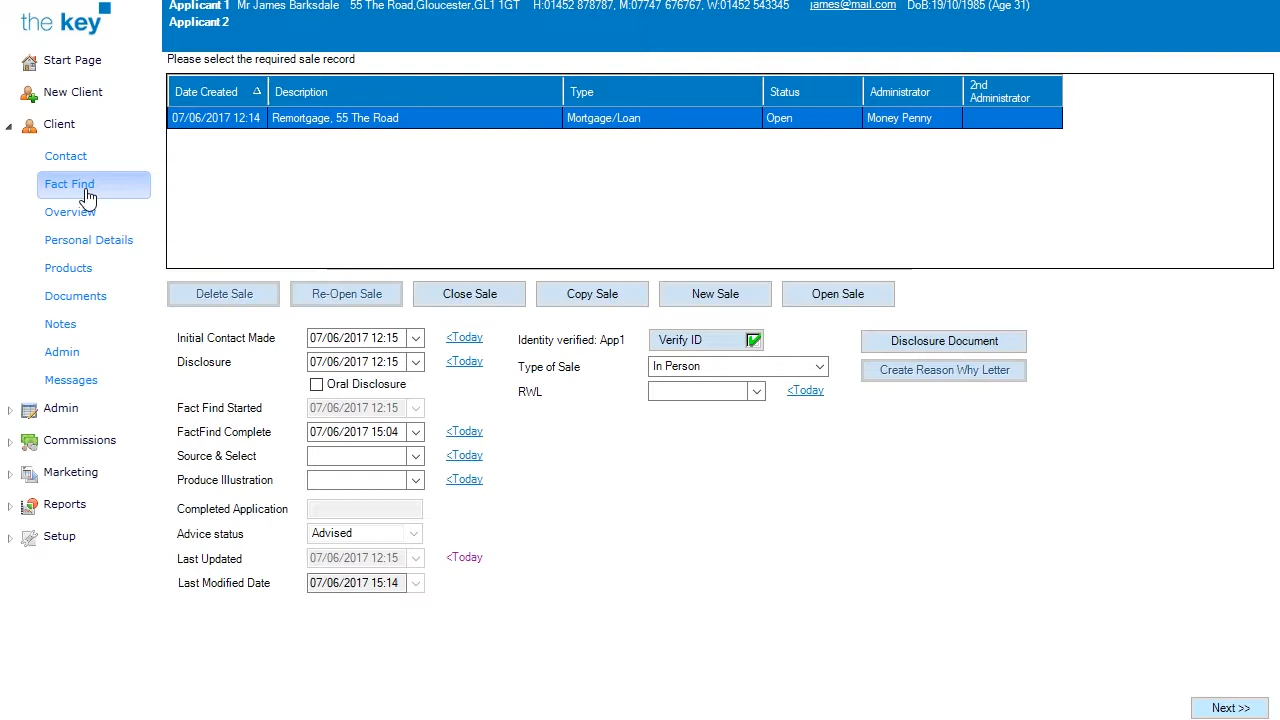 the key
Applicant 1 Mr James Barksdale 55 The Road,Gloucester,GL1 1GT H:01452 878787, M:07747 676767, W:01452 543345 james@mail.com DoB:19/10/1985 (Age 31)
Applicant 2
Please select the required sale record
Start Page
New Client
Client
Contact
Fact Find
Overview
Personal Details
Products
Documents
Notes
Admin
Messages
Admin
Commissions
Marketing
Reports
Setup
Date Created Description Type Status Administrator 2nd Administrator
07/06/2017 12:14 Remortgage, 55 The Road Mortgage/Loan Open Money Penny
Delete Sale Re-Open Sale Close Sale Copy Sale New Sale Open Sale
Initial Contact Made 07/06/2017 12:15 <Today Identity verified: App1 Verify ID Disclosure Document
Disclosure 07/06/2017 12:15 <Today Type of Sale In Person Create Reason Why Letter
Oral Disclosure RWL <Today
Fact Find Started 07/06/2017 12:15
FactFind Complete 07/06/2017 15:04 <Today
Source & Select <Today
Produce Illustration <Today
Completed Application
Advice status Advised
Last Updated 07/06/2017 12:15 <Today
Last Modified Date 07/06/2017 15:14
Next >>